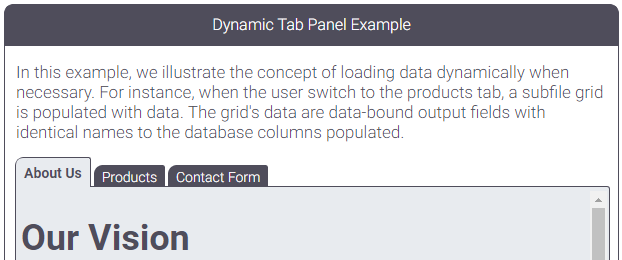 Dynamic Tab Panel Example
In this example, we illustrate the concept of loading data dynamically when
necessary. For instance, when the user switch to the products tab, a subfile grid
is populated with data. The grid's data are data-bound output fields with
identical names to the database columns populated.
About Us Products Contact Form
Our Vision